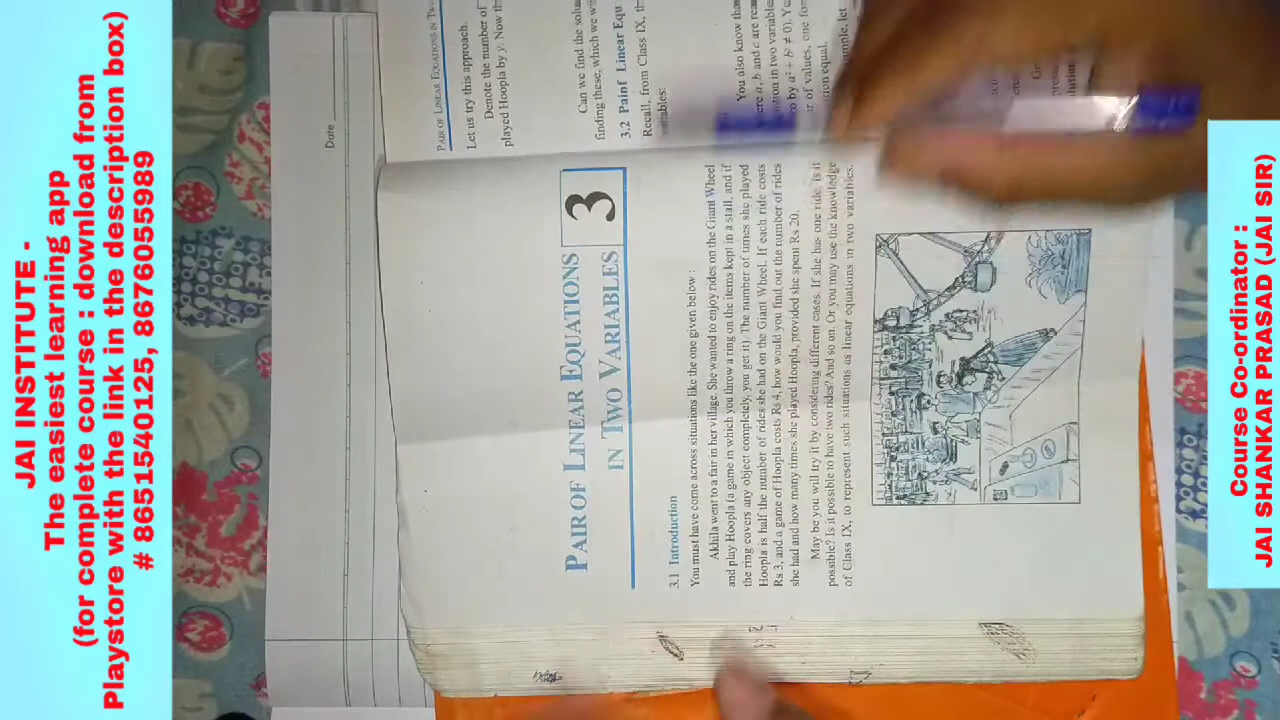 JAI INSTITUTE -
The easiest learning app
(for complete course : download from
Playstore with the link in the description box)
# 8651540125, 8676055989
Date
PAIR OF LINEAR EQUATIONS IN TW
Let us try this approach.
Denote the number of
played Hoopla by y. Now th
Can we find the solu
finding these, which we wi
3.2 Pair of Linear Equ
Recall, from Class IX, th
variables:
You also know than
ere a, b and c are rea
tion in two variables
o by a² + b² ≠ 0). Y
ir of values, one fo
tion equal.
mple, let
PAIR OF LINEAR EQUATIONS
IN TWO VARIABLES
3
3.1 Introduction
You must have come across situations like the one given below :
Akhila went to a fair in her village. She wanted to enjoy rides on the Giant Wheel
and play Hoopla (a game in which you throw a ring on the items kept in a stall, and if
the ring covers any object completely, you get it). The number of times she played
Hoopla is half the number of rides she had on the Giant Wheel. If each ride costs
Rs 3, and a game of Hoopla costs Rs 4, how would you find out the number of rides
she had and how many times she played Hoopla, provided she spent Rs 20.
May be you will try it by considering different cases. If she has one ride, is it
possible? Is it possible to have two rides? And so on. Or you may use the knowledge
of Class IX, to represent such situations as linear equations in two variables.
Course Co-ordinator :
JAI SHANKAR PRASAD (JAI SIR)